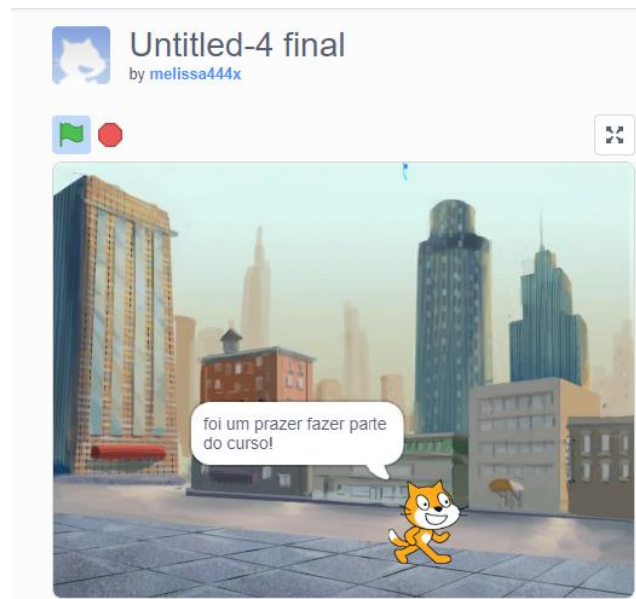 Untitled-4 final
by melissa444x
foi um prazer fazer parte
do curso!